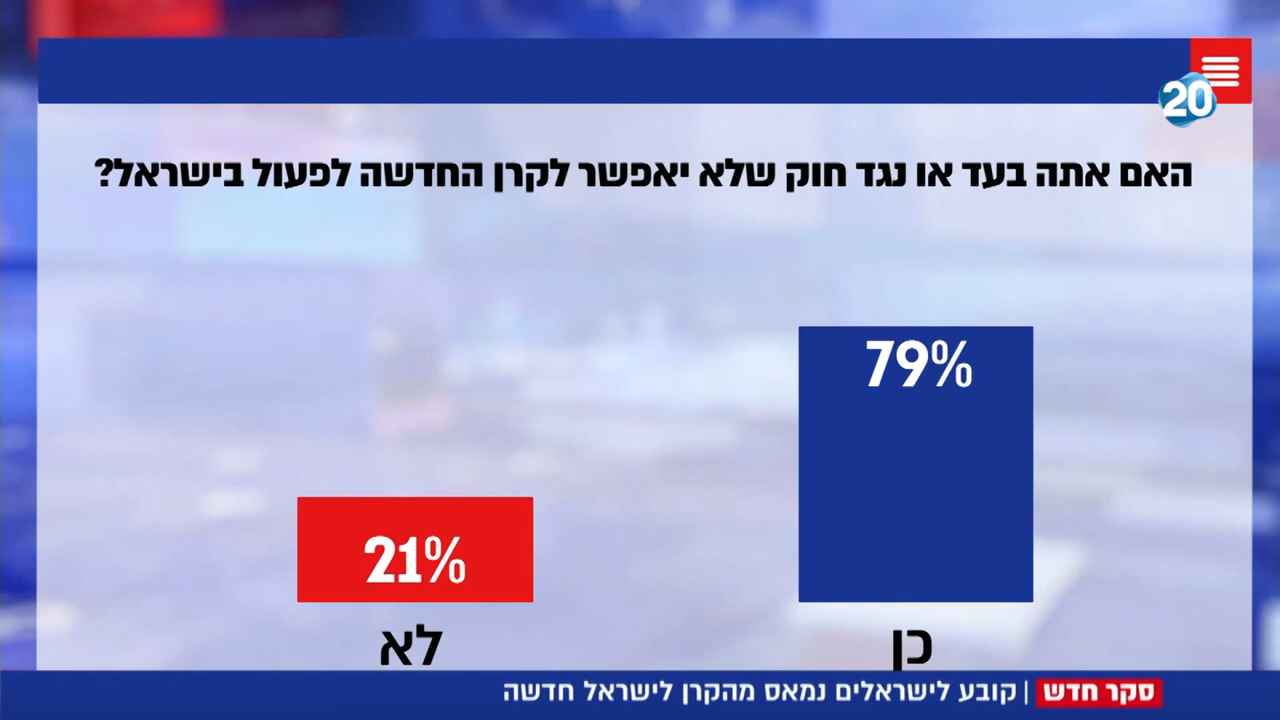 20
האם אתה בעד או נגד חוק שלא יאפשר לקרן החדשה לפעול בישראל?
79%
21%
כן
לא
סקר חדש | קובע לישראלים נמאס מהקרן לישראל חדשה